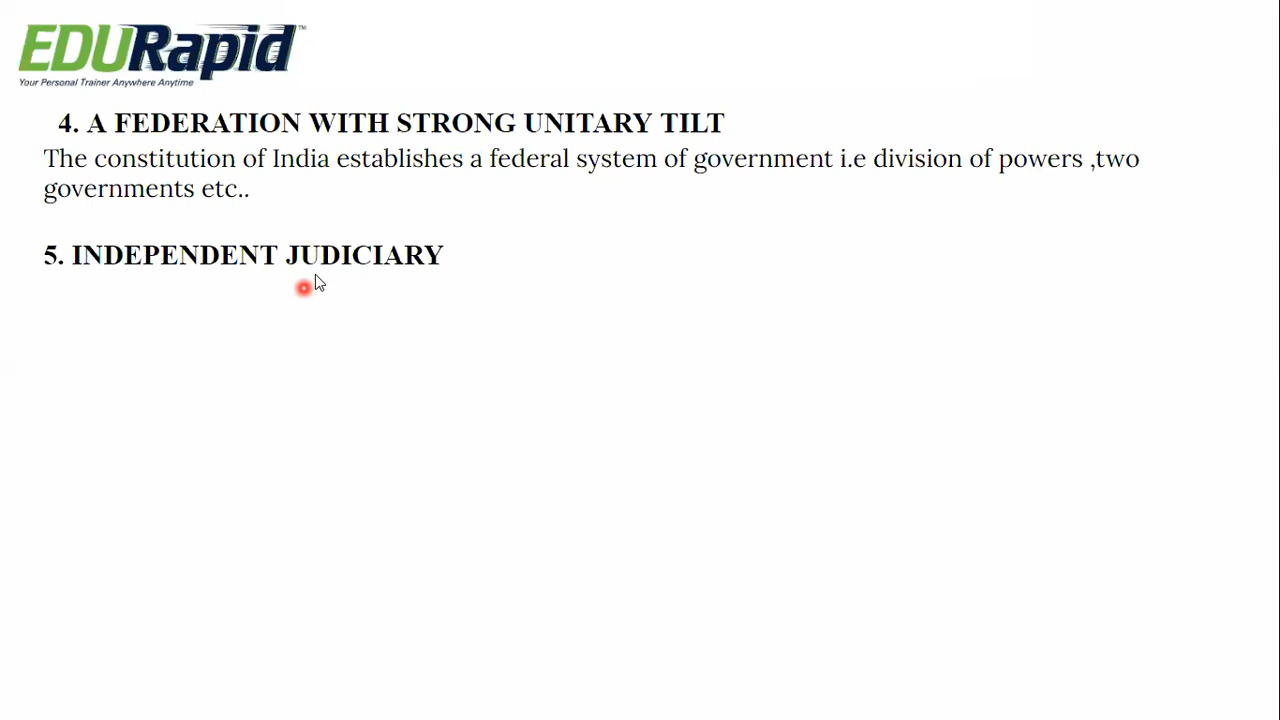 EDURapid™
Your Personal Trainer Anywhere Anytime
4. A FEDERATION WITH STRONG UNITARY TILT
The constitution of India establishes a federal system of government i.e division of powers ,two
governments etc..
5. INDEPENDENT JUDICIARY